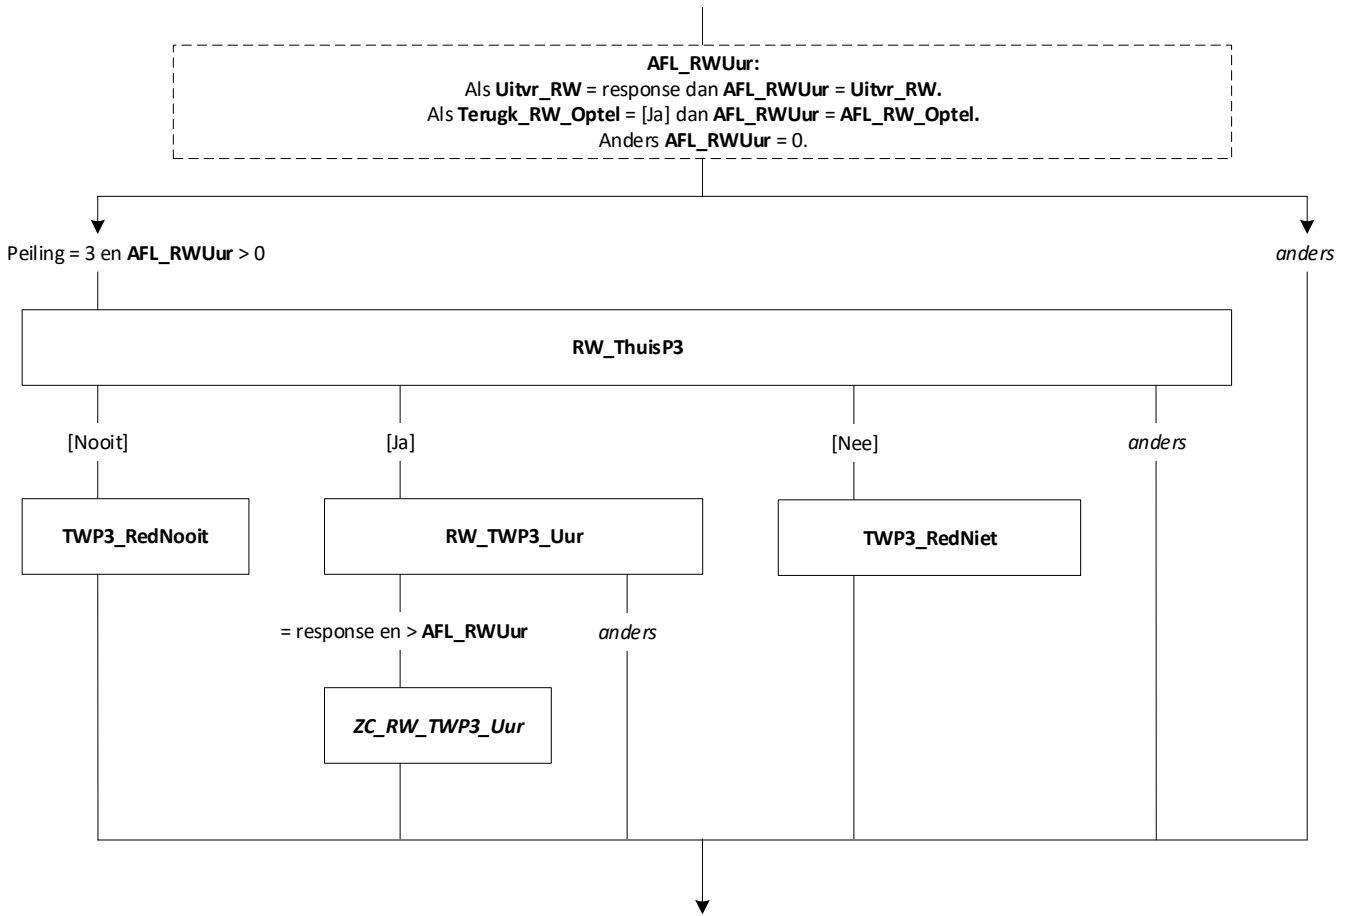 AFL_RWUur:
Als Uitvr_RW = response dan AFL_RWUur = Uitvr_RW.
Als Terugk_RW_Optel = [Ja] dan AFL_RWUur = AFL_RW_Optel.
Anders AFL_RWUur = 0.
Peiling = 3 en AFL_RWUur > 0
anders
RW_ThuisP3
[Nooit]
[Ja]
[Nee]
anders
TWP3_RedNooit
RW_TWP3_Uur
TWP3_RedNiet
= response en > AFL_RWUur
anders
ZC_RW_TWP3_Uur